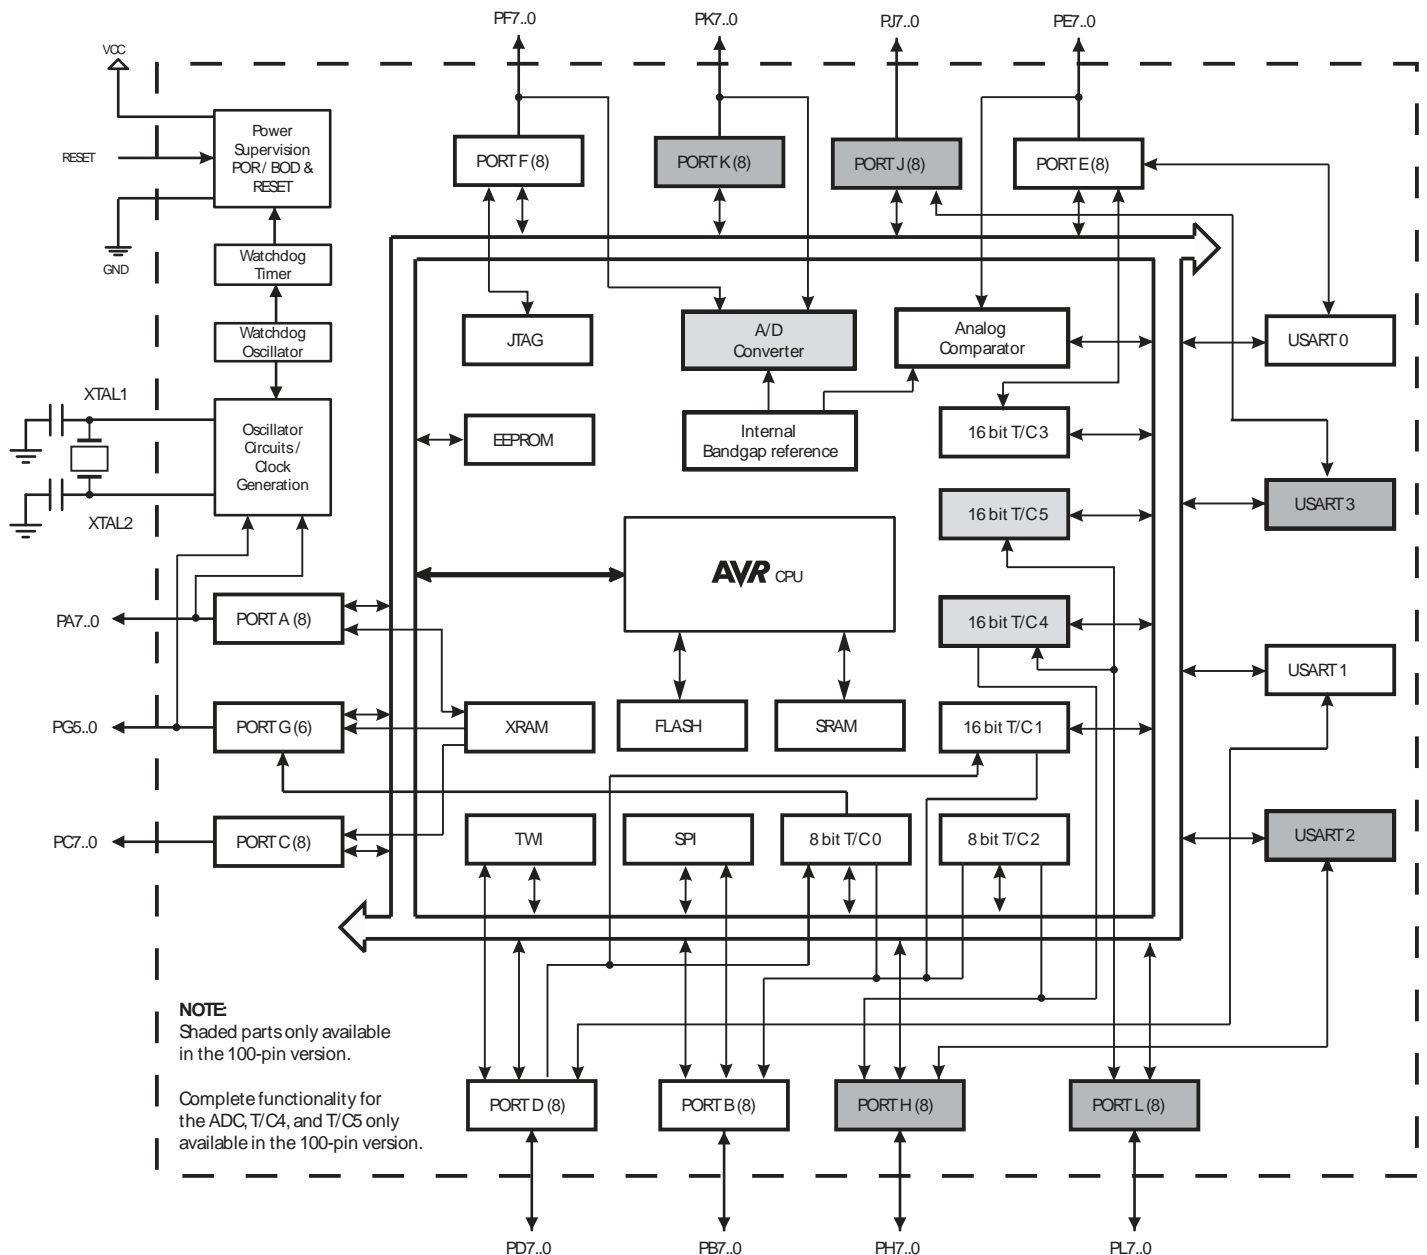 PF7..0
PK7..0
PJ7..0
PE7..0
VCC
RESET
GND
Power
Supervision
POR / BOD &
RESET
Watchdog
Timer
Watchdog
Oscillator
XTAL1
Oscillator
Circuits /
Clock
Generation
XTAL2
PORT F (8)
PORT K (8)
PORT J (8)
PORT E (8)
JTAG
A/D
Converter
Analog
Comparator
USART 0
EEPROM
Internal
Bandgap reference
16 bit T/C 3
16 bit T/C 5
USART 3
AVR CPU
PA7..0
PORT A (8)
16 bit T/C 4
USART 1
PG5..0
PORT G (6)
XRAM
FLASH
SRAM
16 bit T/C 1
PC7..0
PORT C (8)
TWI
SPI
8 bit T/C 0
8 bit T/C 2
USART 2
NOTE:
Shaded parts only available
in the 100-pin version.
Complete functionality for
the ADC, T/C4, and T/C5 only
available in the 100-pin version.
PORT D (8)
PORT B (8)
PORT H (8)
PORT L (8)
PD7..0
PB7..0
PH7..0
PL7..0